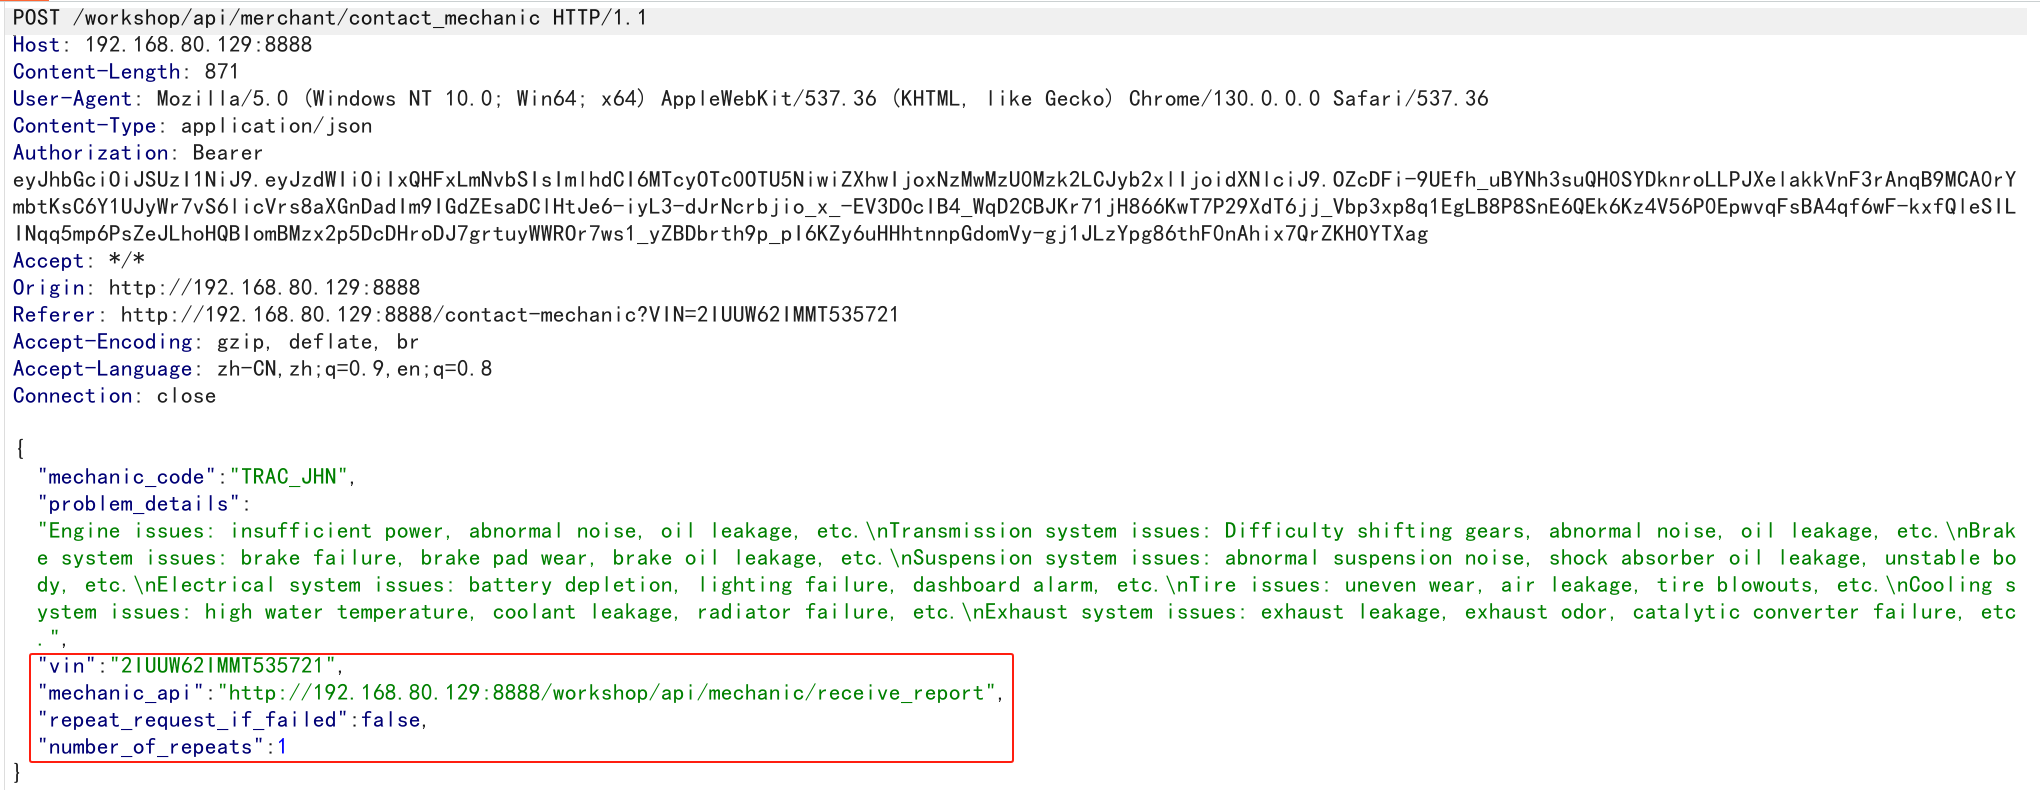 POST /workshop/api/merchant/contact_mechanic HTTP/1.1
Host: 192.168.80.129:8888
Content-Length: 871
User-Agent: Mozilla/5.0 (Windows NT 10.0; Win64; x64) AppleWebKit/537.36 (KHTML, like Gecko) Chrome/130.0.0.0 Safari/537.36
Content-Type: application/json
Authorization: Bearer
eyJhbGciOiJSUzI1NiJ9.eyJzdWIiOiIxQHFxLmNvbSIsImlhdCI6MTcyOTc0OTU5NiwiZXhwIjoxNzMwMzU0Mzk2LCJyb2xlIjoidXNlciJ9.OZcDFi-9UEfh_uBYNh3suQH0SYDknroLLPJXelakkVnF3rAnqB9MCA0rY
mbtKsC6Y1UJyWr7vS6licVrs8aXGnDadIm9IGdZEsaDClHtJe6-iyL3-dJrNcrbjio_x_-EV3DOcIB4_WqD2CBJKr71jH866KwT7P29XdT6jj_Vbp3xp8q1EgLB8P8SnE6QEk6Kz4V56P0EpwvqFsBA4qf6wF-kxfQleSIL
INqq5mp6PsZeJLhoHQBIomBMzx2p5DcDHroDJ7grtuyWWROr7ws1_yZBDbrth9p_pI6KZy6uHHhtnnpGdomVy-gj1JLzYpg86thF0nAhix7QrZKHOYTXag
Accept: */*
Origin: http://192.168.80.129:8888
Referer: http://192.168.80.129:8888/contact-mechanic?VIN=2IUUW62IMMT535721
Accept-Encoding: gzip, deflate, br
Accept-Language: zh-CN,zh;q=0.9,en;q=0.8
Connection: close
{
"mechanic_code":"TRAC_JHN",
"problem_details":
"Engine issues: insufficient power, abnormal noise, oil leakage, etc.\nTransmission system issues: Difficulty shifting gears, abnormal noise, oil leakage, etc.\nBrak
e system issues: brake failure, brake pad wear, brake oil leakage, etc.\nSuspension system issues: abnormal suspension noise, shock absorber oil leakage, unstable bo
dy, etc.\nElectrical system issues: battery depletion, lighting failure, dashboard alarm, etc.\nTire issues: uneven wear, air leakage, tire blowouts, etc.\nCooling s
ystem issues: high water temperature, coolant leakage, radiator failure, etc.\nExhaust system issues: exhaust leakage, exhaust odor, catalytic converter failure, etc
.",
"vin":"2IUUW62IMMT535721",
"mechanic_api":"http://192.168.80.129:8888/workshop/api/mechanic/receive_report",
"repeat_request_if_failed":false,
"number_of_repeats":1
}